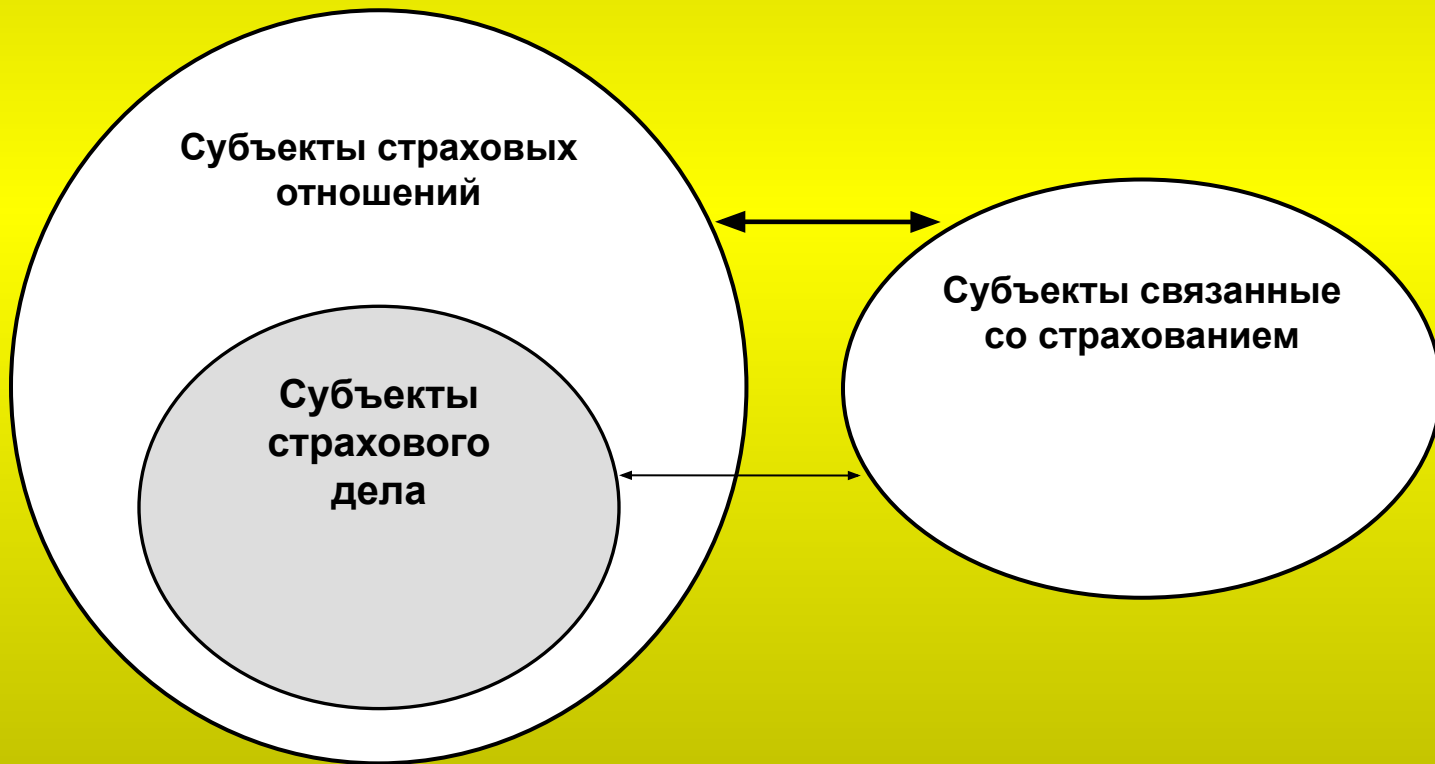 Субъекты страховых
отношений
Субъекты связанные
со страхованием
Субъекты
страхового
дела